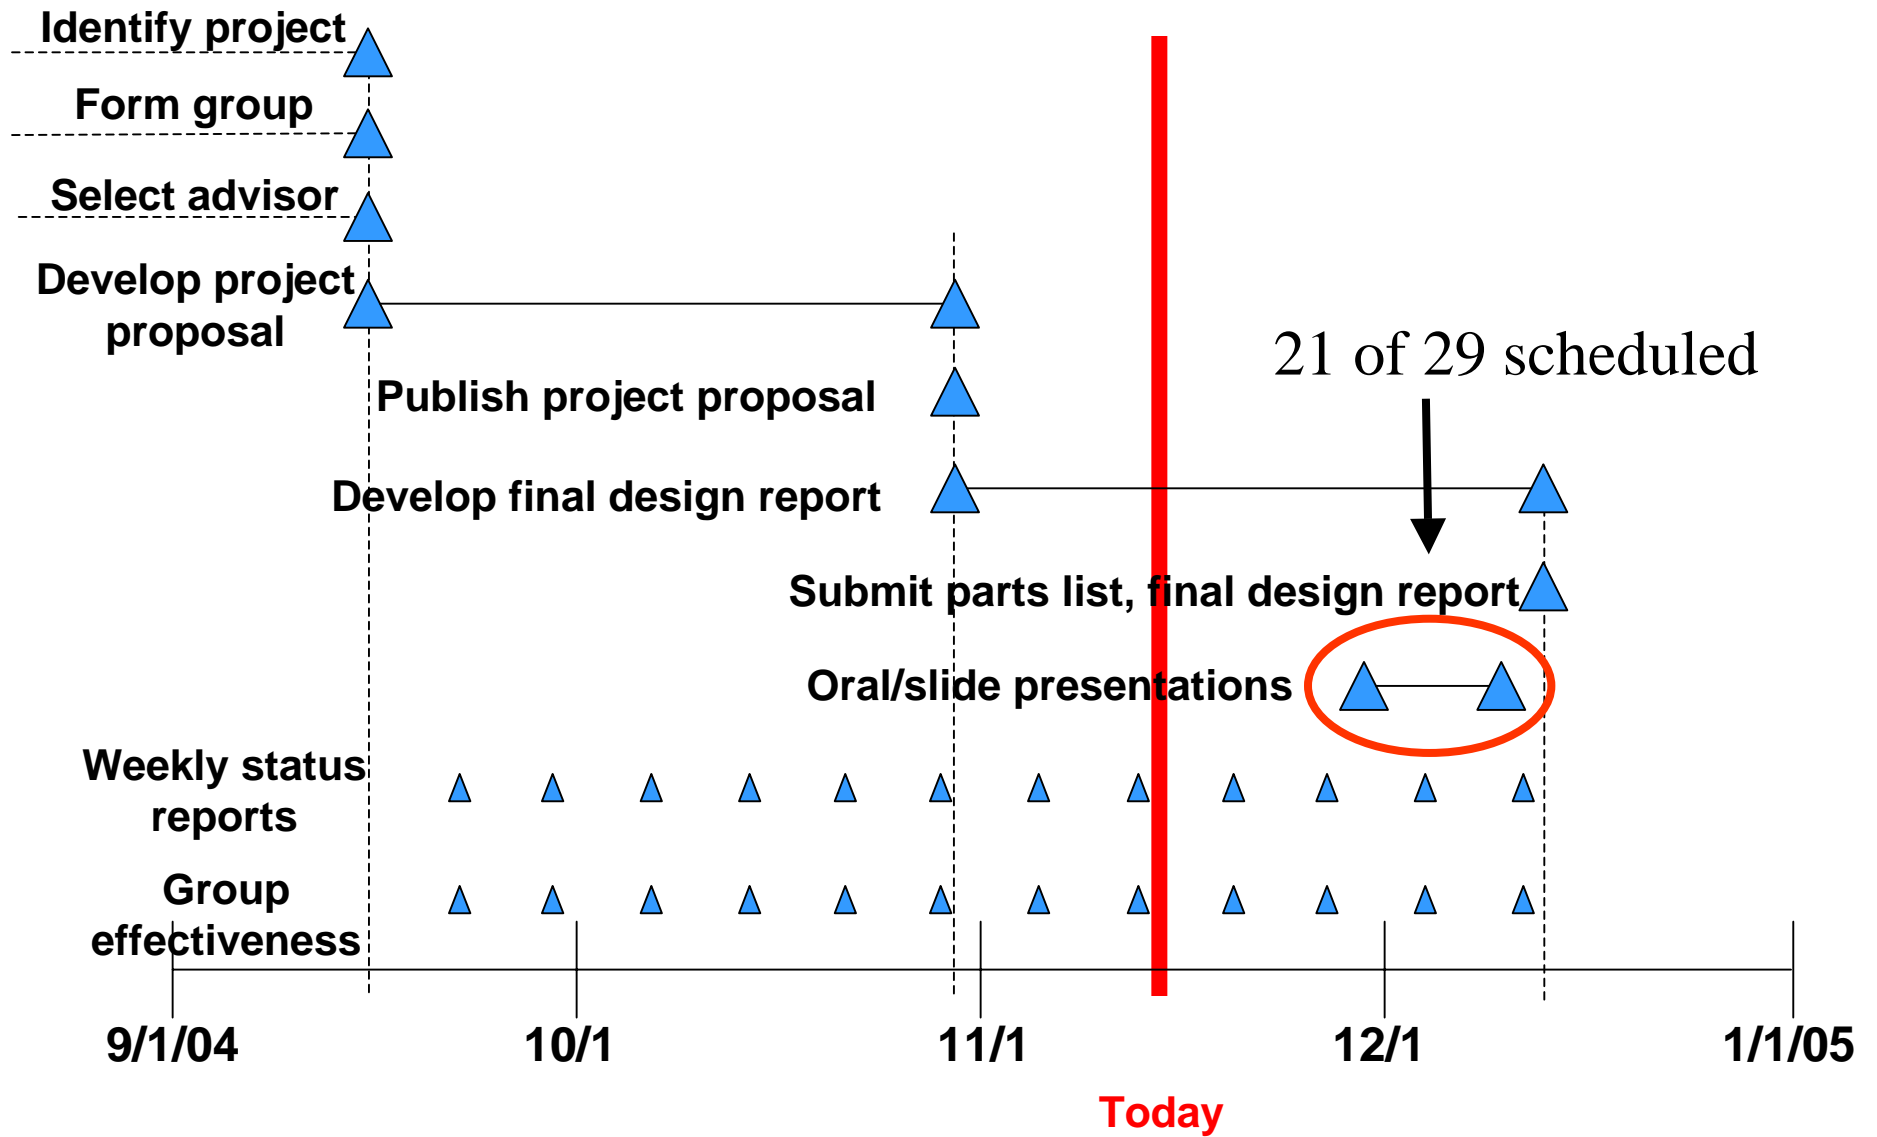 Identify project
Form group
Select advisor
Develop project
proposal
21 of 29 scheduled
Publish project proposal
Develop final design report
Submit parts list, final design report
Oral/slide presentations
Weekly status
reports
Group
effectiveness
9/1/04
10/1
11/1
12/1
1/1/05
Today